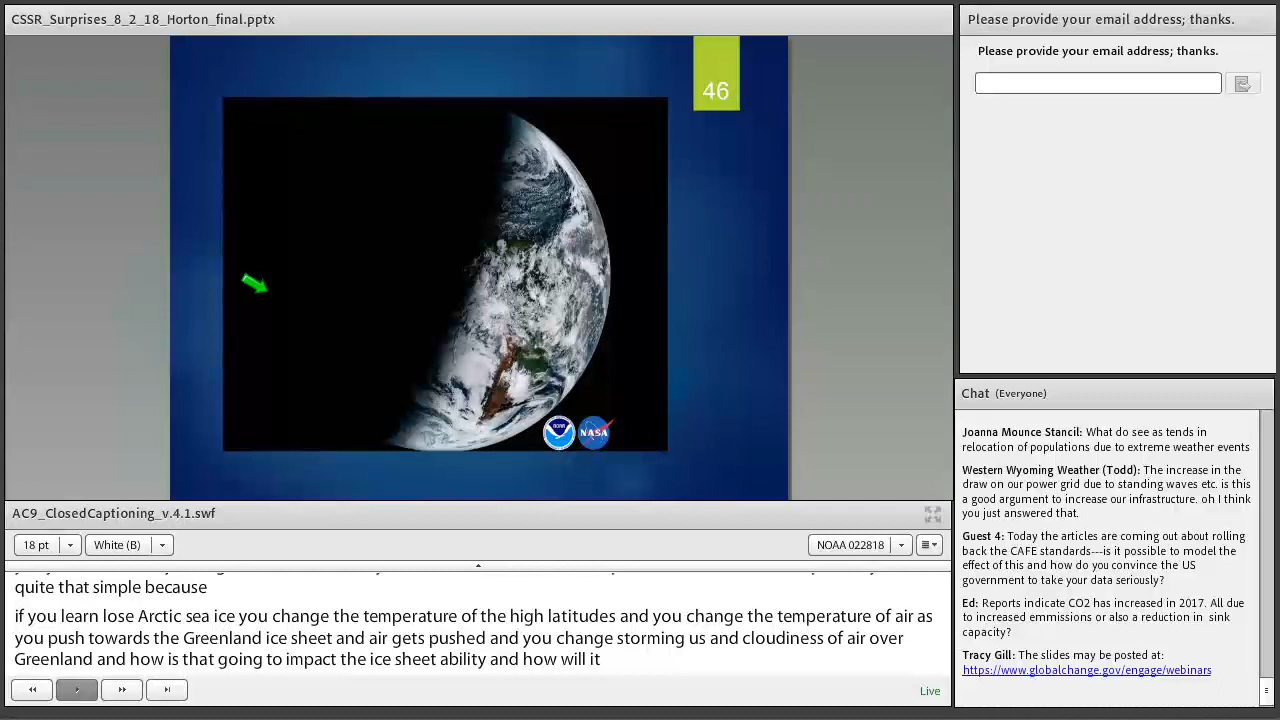 CSSR_Surprises_8_2_18_Horton_final.pptx
46
NOAA
NASA
AC9_ClosedCaptioning_v.4.1.swf
18 pt
White (B)
NOAA 022818
quite that simple because
if you learn lose Arctic sea ice you change the temperature of the high latitudes and you change the temperature of air as
you push towards the Greenland ice sheet and air gets pushed and you change storming us and cloudiness of air over
Greenland and how is that going to impact the ice sheet ability and how will it
Live
Please provide your email address; thanks.
Please provide your email address; thanks.
Chat (Everyone)
Joanna Mounce Stancil: What do see as tends in
relocation of populations due to extreme weather events
Western Wyoming Weather (Todd): The increase in the
draw on our power grid due to standing waves etc. is this
a good argument to increase our infrastructure. oh I think
you just answered that.
Guest 4: Today the articles are coming out about rolling
back the CAFE standards---is it possible to model the
effect of this and how do you convince the US
government to take your data seriously?
Ed: Reports indicate CO2 has increased in 2017. All due
to increased emmissions or also a reduction in sink
capacity?
Tracy Gill: The slides may be posted at:
https://www.globalchange.gov/engage/webinars